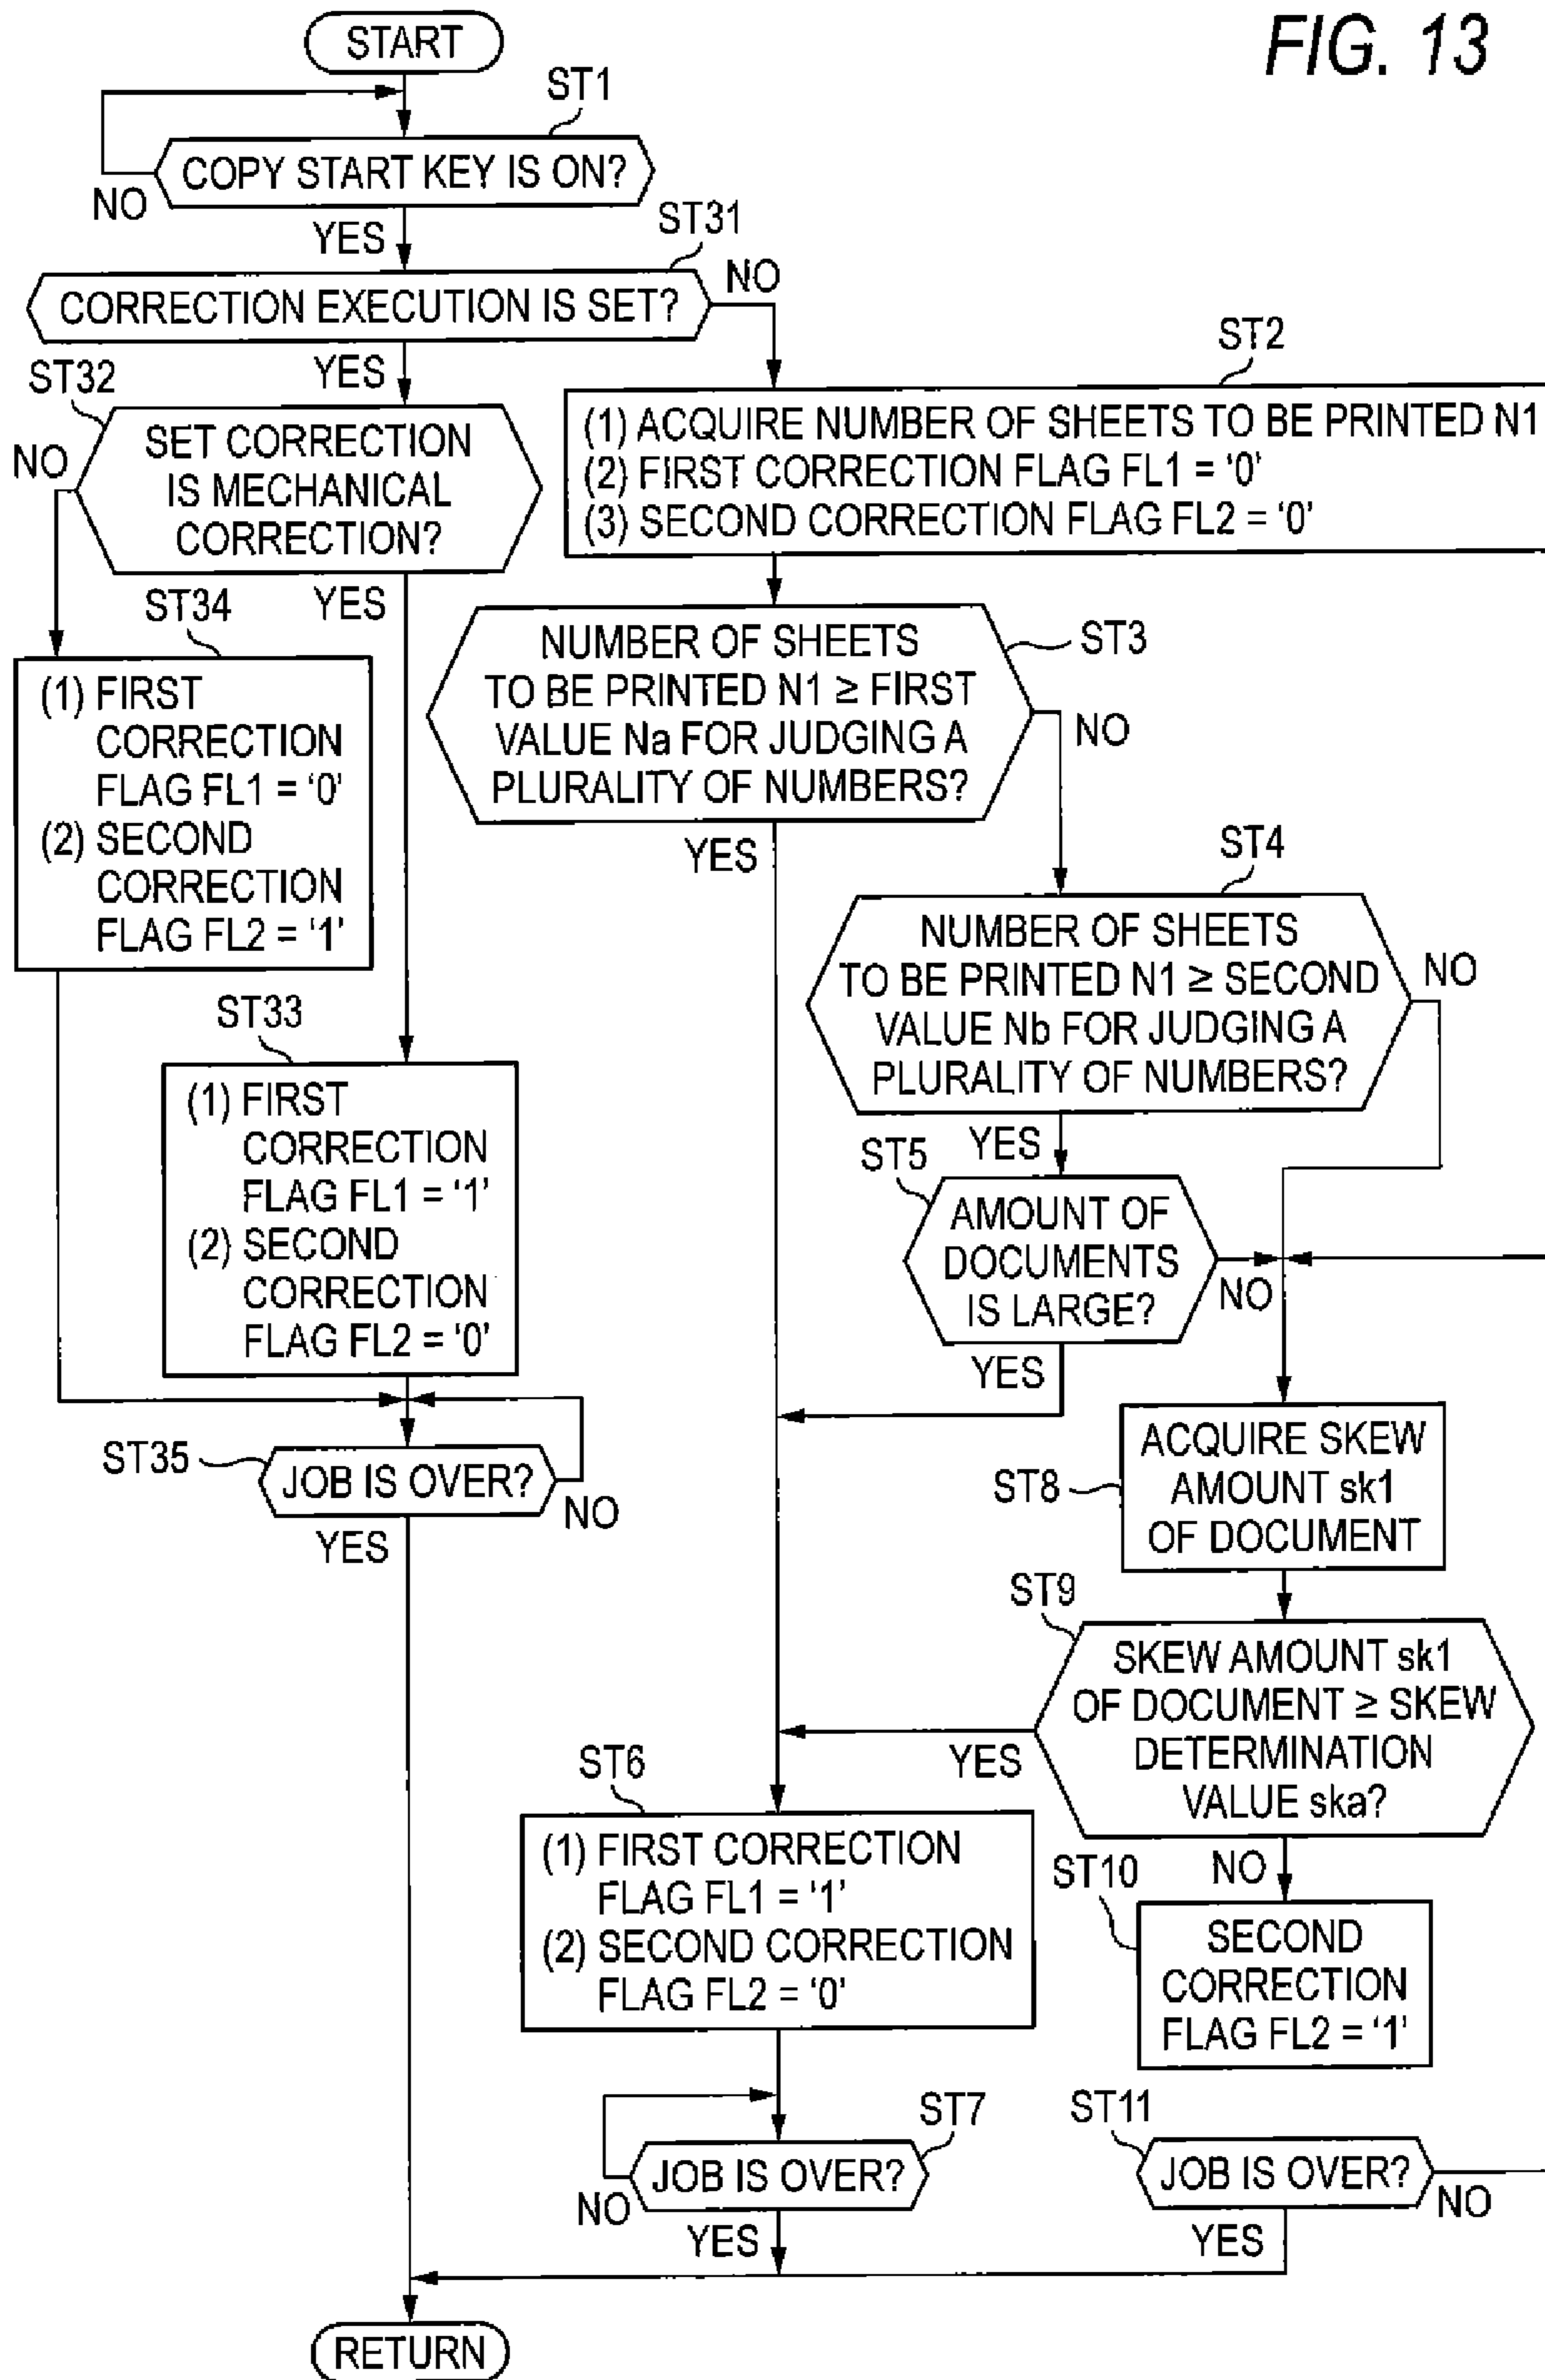 FIG. 13
START
ST1
COPY START KEY IS ON?
NO
YES
ST31
CORRECTION EXECUTION IS SET?
NO
YES
ST32
SET CORRECTION
IS MECHANICAL
CORRECTION?
NO
YES
ST2
(1) ACQUIRE NUMBER OF SHEETS TO BE PRINTED N1
(2) FIRST CORRECTION FLAG FL1 = ‘0’
(3) SECOND CORRECTION FLAG FL2 = ‘0’
ST34
(1) FIRST
CORRECTION
FLAG FL1 = ‘0’
(2) SECOND
CORRECTION
FLAG FL2 = ‘1’
ST3
NUMBER OF SHEETS
TO BE PRINTED N1 ≥ FIRST
VALUE Na FOR JUDGING A
PLURALITY OF NUMBERS?
NO
YES
ST4
NUMBER OF SHEETS
TO BE PRINTED N1 ≥ SECOND
VALUE Nb FOR JUDGING A
PLURALITY OF NUMBERS?
NO
YES
ST33
(1) FIRST
CORRECTION
FLAG FL1 = ‘1’
(2) SECOND
CORRECTION
FLAG FL2 = ‘0’
ST5
AMOUNT OF
DOCUMENTS
IS LARGE?
NO
YES
ST35
JOB IS OVER?
NO
YES
ST8
ACQUIRE SKEW
AMOUNT sk1
OF DOCUMENT
ST9
SKEW AMOUNT sk1
OF DOCUMENT ≥ SKEW
DETERMINATION
VALUE ska?
YES
NO
ST6
(1) FIRST CORRECTION
FLAG FL1 = ‘1’
(2) SECOND CORRECTION
FLAG FL2 = ‘0’
ST10
SECOND
CORRECTION
FLAG FL2 = ‘1’
ST7
JOB IS OVER?
NO
YES
ST11
JOB IS OVER?
NO
YES
RETURN